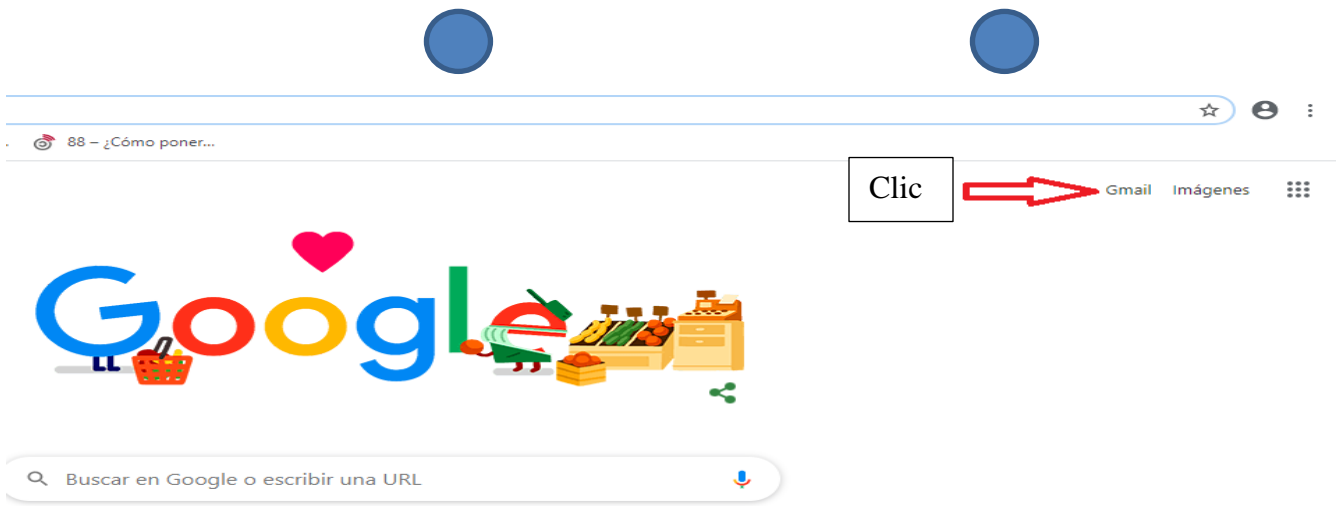 88 – ¿Cómo poner...
Clic
Gmail Imágenes
Google
Buscar en Google o escribir una URL